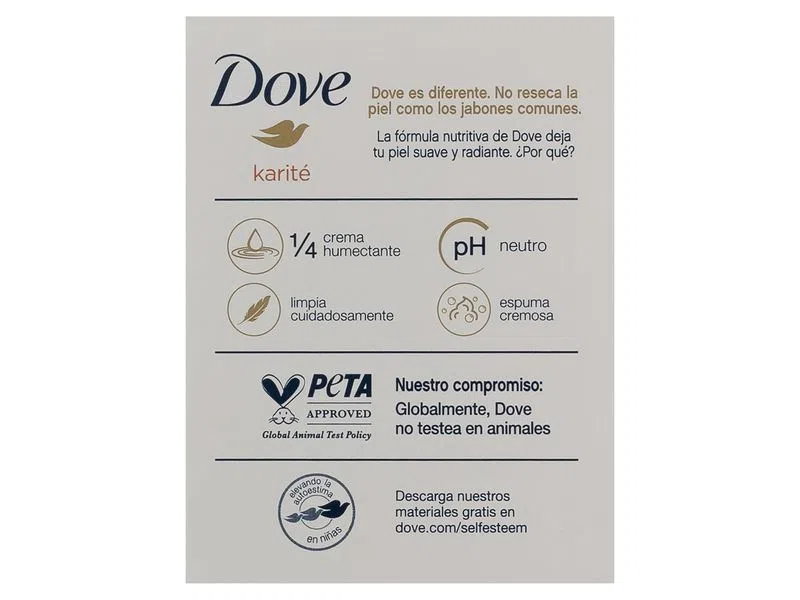 Dove
karité
Dove es diferente. No reseca la
piel como los jabones comunes.
La fórmula nutritiva de Dove deja
tu piel suave y radiante. ¿Por qué?
1/4 crema
humectante
pH neutro
limpia
cuidadosamente
espuma
cremosa
PeTA
APPROVED
Global Animal Test Policy
Nuestro compromiso:
Globalmente, Dove
no testea en animales
elevando la
autoestima
en niñas
Descarga nuestros
materiales gratis en
dove.com/selfesteem